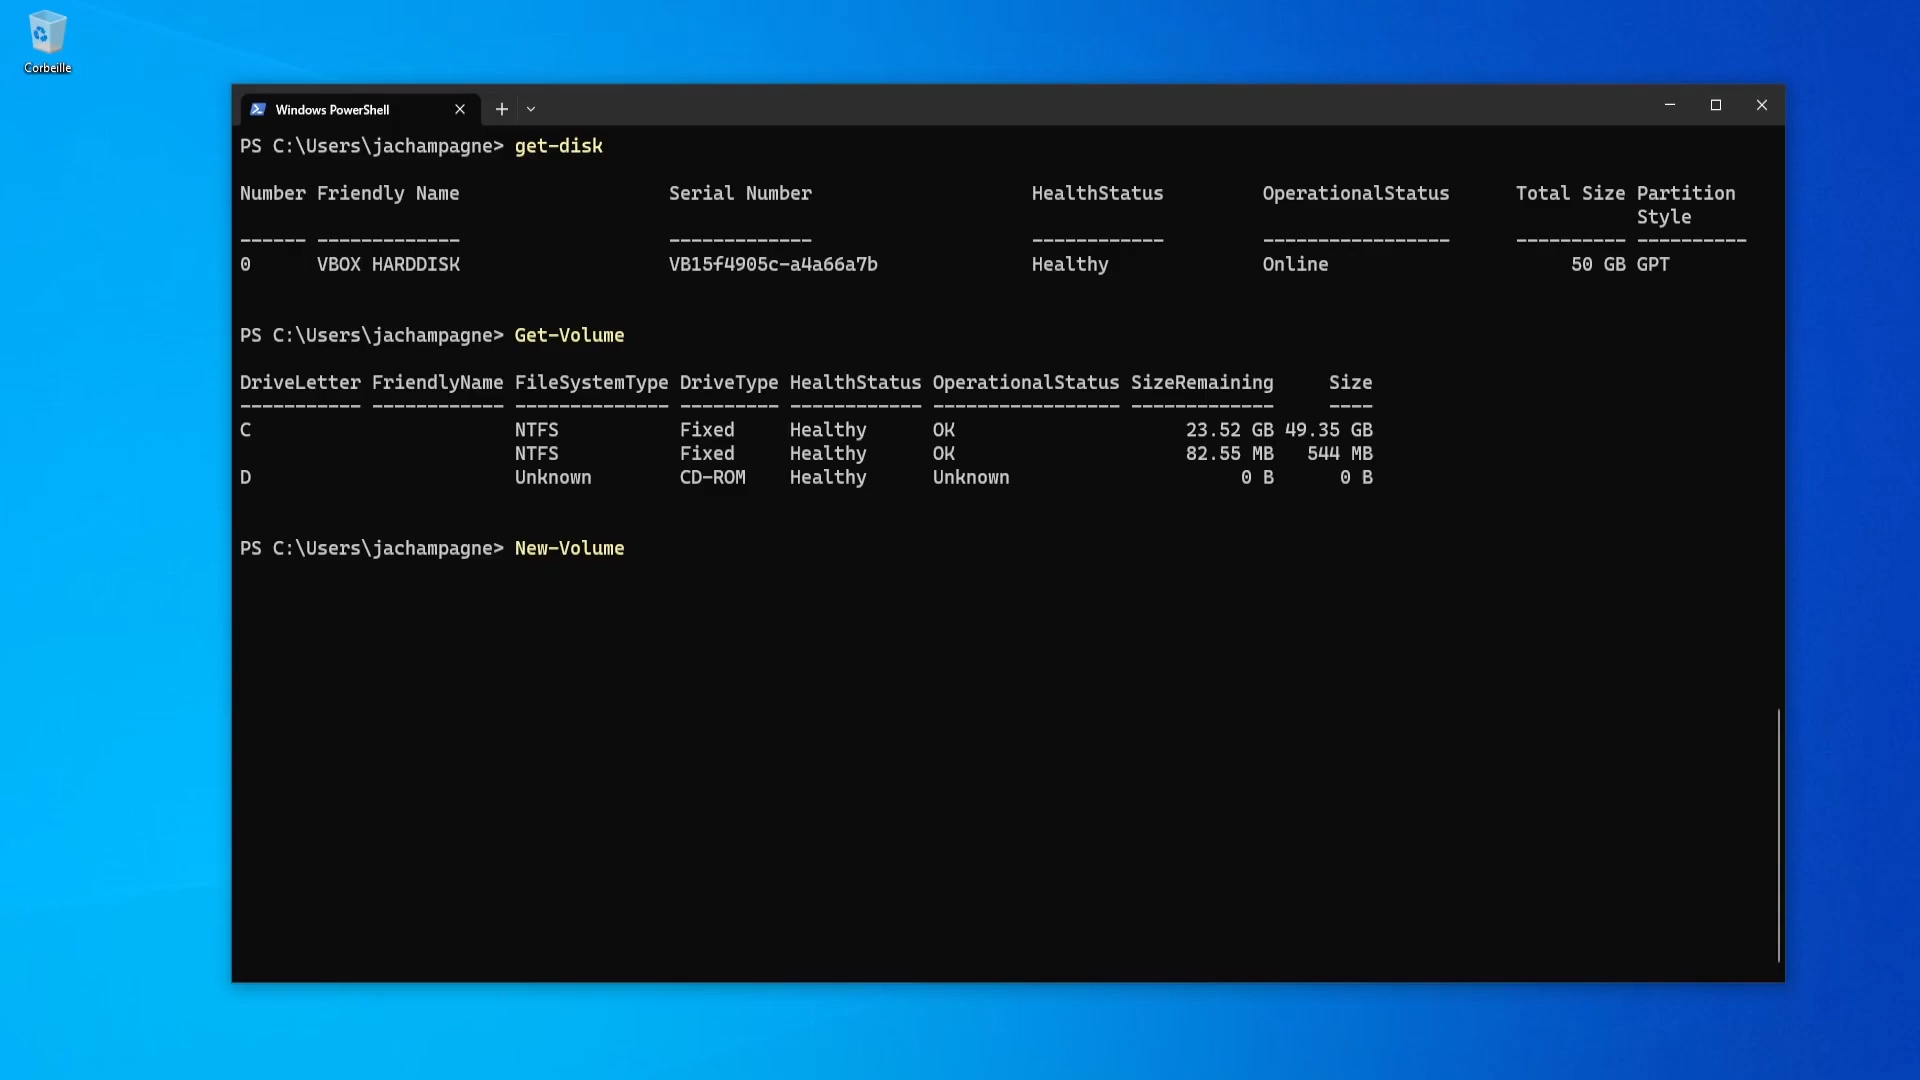 Corbeille
Windows PowerShell
PS C:\Users\jachampagne> get-disk
Number Friendly Name Serial Number HealthStatus OperationalStatus Total Size Partition
Style
------ ------------- ------------- ------------ ----------------- ---------- ----------
0 VBOX HARDDISK VB15f4905c-a4a66a7b Healthy Online 50 GB GPT
PS C:\Users\jachampagne> Get-Volume
DriveLetter FriendlyName FileSystemType DriveType HealthStatus OperationalStatus SizeRemaining Size
----------- ------------ -------------- --------- ------------ ----------------- ------------- ----
C NTFS Fixed Healthy OK 23.52 GB 49.35 GB
NTFS Fixed Healthy OK 82.55 MB 544 MB
D Unknown CD-ROM Healthy Unknown 0 B 0 B
PS C:\Users\jachampagne> New-Volume